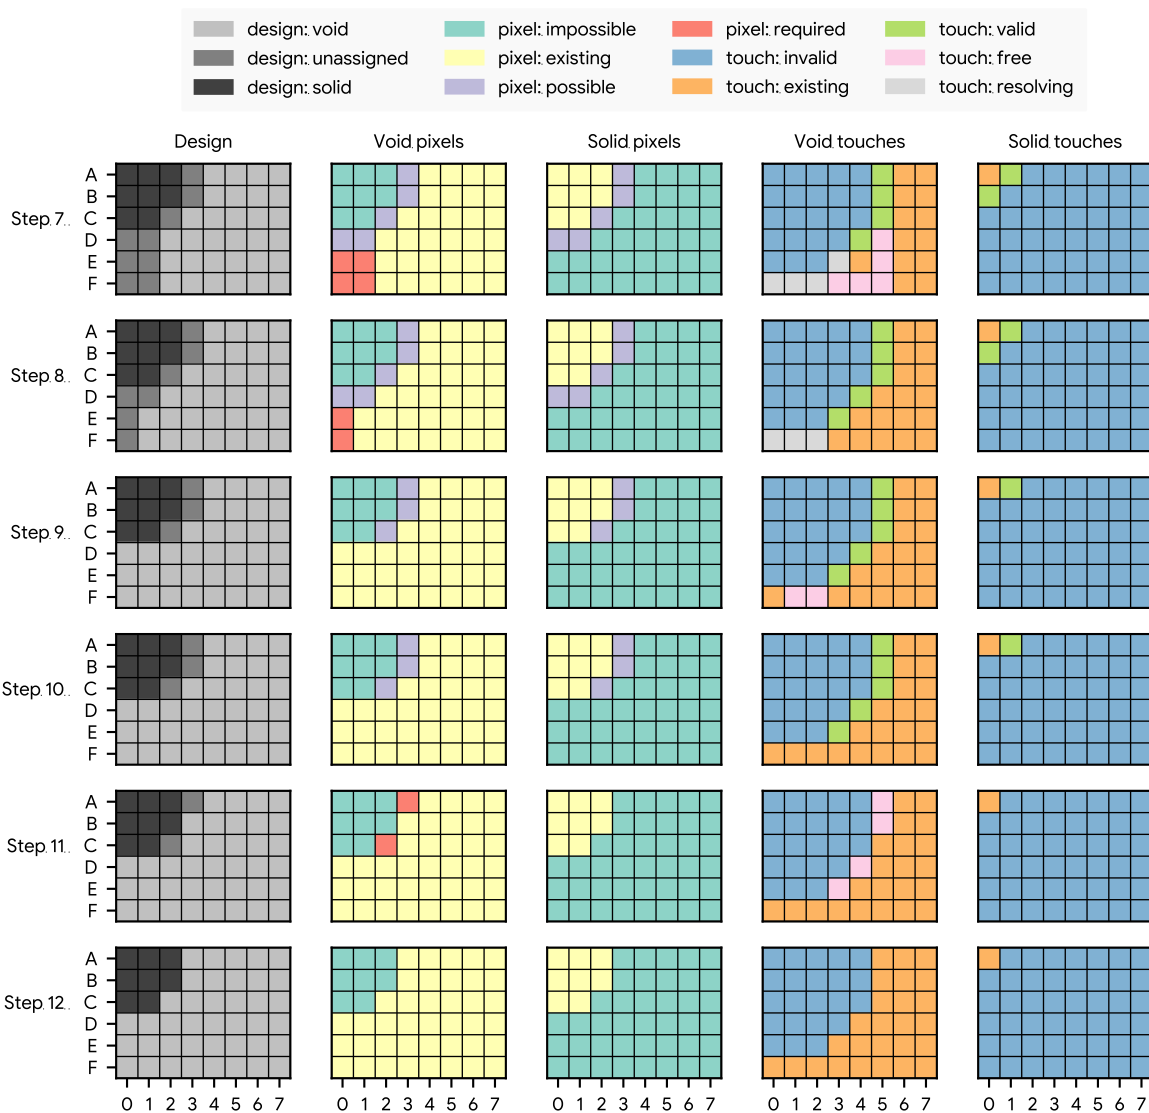 design: void pixel: impossible pixel: required touch: valid
design: unassigned pixel: existing touch: invalid touch: free
design: solid pixel: possible touch: existing touch: resolving
Design Void pixels Solid pixels Void touches Solid touches
A
B
Step 7 C
D
E
F
A
B
Step 8 C
D
E
F
A
B
Step 9 C
D
E
F
A
B
Step 10 C
D
E
F
A
B
Step 11 C
D
E
F
A
B
Step 12 C
D
E
F
0 1 2 3 4 5 6 7 0 1 2 3 4 5 6 7 0 1 2 3 4 5 6 7 0 1 2 3 4 5 6 7 0 1 2 3 4 5 6 7